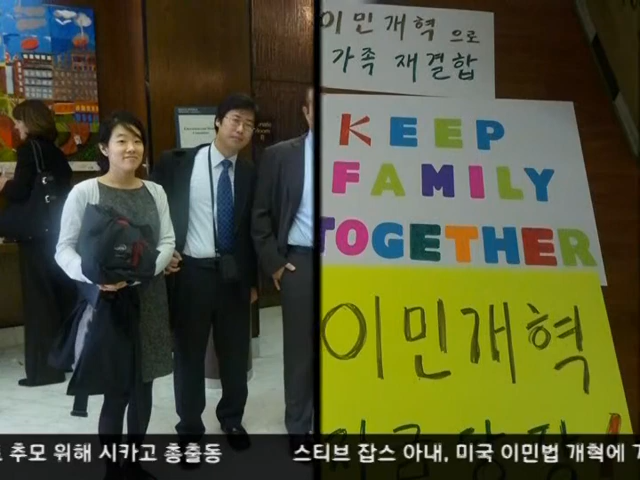 이민개혁 으로
가족 재결합
KEEP
FAMILY
TOGETHER
이민개혁
추모 위해 시카고 총출동
스티브 잡스 아내, 미국 이민법 개혁에